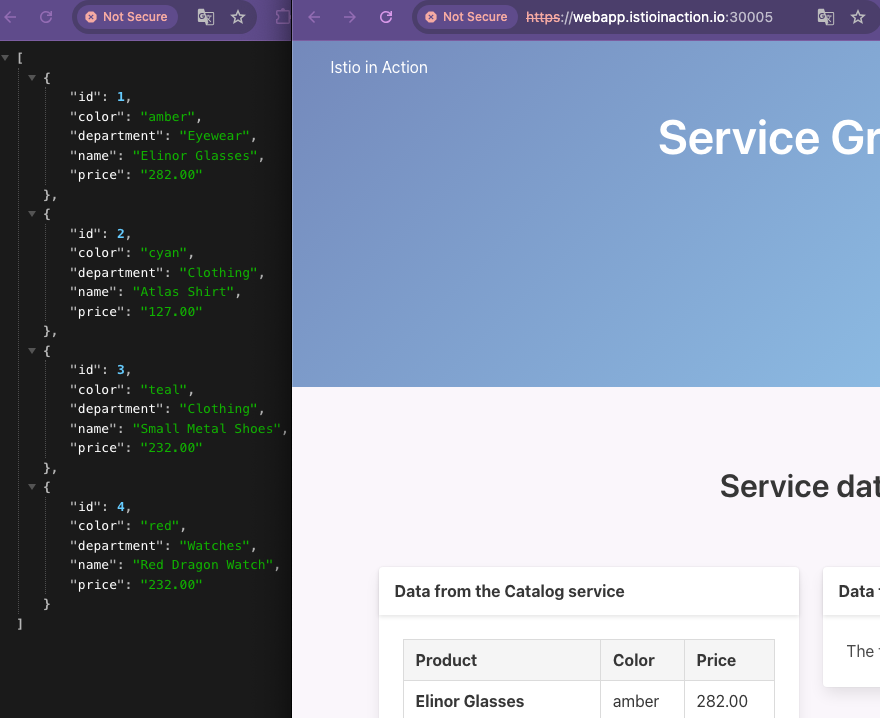 Not Secure
[
{
"id": 1,
"color": "amber",
"department": "Eyewear",
"name": "Elinor Glasses",
"price": "282.00"
},
{
"id": 2,
"color": "cyan",
"department": "Clothing",
"name": "Atlas Shirt",
"price": "127.00"
},
{
"id": 3,
"color": "teal",
"department": "Clothing",
"name": "Small Metal Shoes",
"price": "232.00"
},
{
"id": 4,
"color": "red",
"department": "Watches",
"name": "Red Dragon Watch",
"price": "232.00"
}
]
Not Secure https://webapp.istioinaction.io:30005
Istio in Action
Service Gr
Service dat
Data from the Catalog service
Product Color Price
Elinor Glasses amber 282.00
Data
The